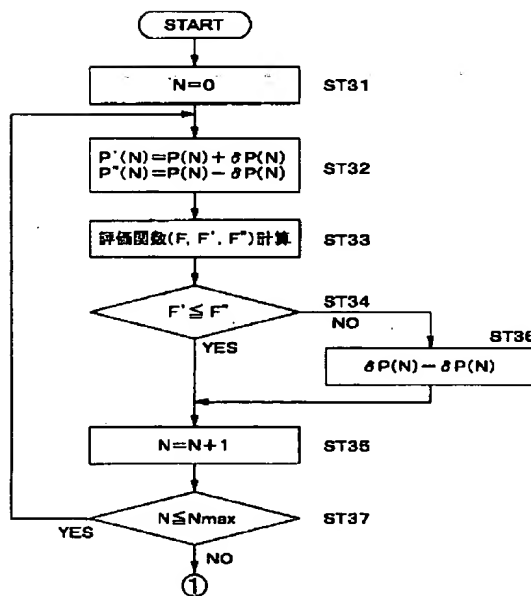 START
N=0
ST31
P'(N)=P(N)+δP(N)
P"(N)=P(N)-δP(N)
ST32
評価関数(F, F', F")計算
ST33
F'≦F"
ST34
NO
YES
ST36
δP(N)-δP(N)
N=N+1
ST35
N≦Nmax
ST37
YES
NO
①